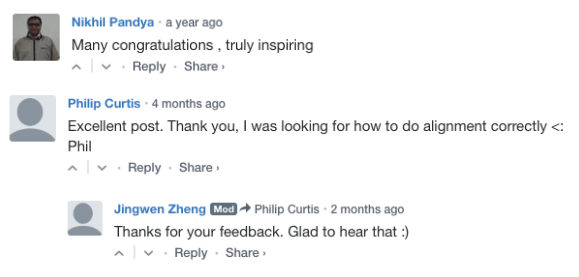 Nikhil Pandya · a year ago
Many congratulations , truly inspiring
Reply · Share ›
Philip Curtis · 4 months ago
Excellent post. Thank you, I was looking for how to do alignment correctly <:
Phil
Reply · Share ›
Jingwen Zheng Mod Philip Curtis · 2 months ago
Thanks for your feedback. Glad to hear that :)
Reply · Share ›